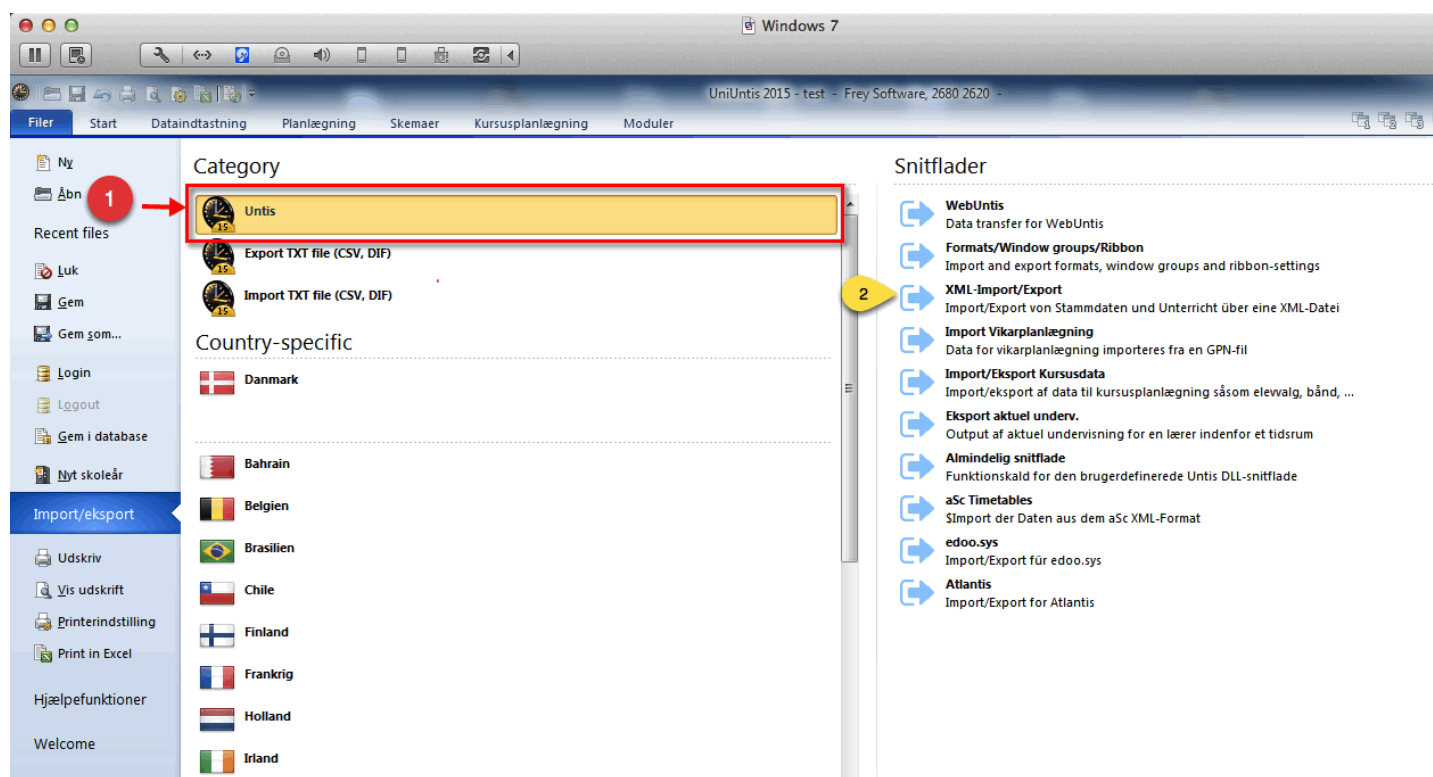 Windows 7
UniUntis 2015 - test - Frey Software, 2680 2620 -
Filer
Start
Dataindtastning
Planlægning
Skemaer
Kursusplanlægning
Moduler
1
2
3
Ny
Åbn
Recent files
Luk
Gem
Gem som...
Login
Logout
Gem i database
Nyt skoleår
Import/eksport
Udskriv
Vis udskrift
Printerindstilling
Print in Excel
Hjælpefunktioner
Welcome
Category
1
Untis
15
Export TXT file (CSV, DIF)
15
Import TXT file (CSV, DIF)
15
Country-specific
Danmark
Bahrain
Belgien
Brasilien
Chile
Finland
Frankrig
Holland
Irland
Snitflader
WebUntis
Data transfer for WebUntis
Formats/Window groups/Ribbon
Import and export formats, window groups and ribbon-settings
2
XML-Import/Export
Import/Export von Stammdaten und Unterricht über eine XML-Datei
Import Vikarplanlægning
Data for vikarplanlægning importeres fra en GPN-fil
Import/Eksport Kursusdata
Import/eksport af data til kursusplanlægning såsom elevvalg, bånd, ...
Eksport aktuel underv.
Output af aktuel undervisning for en lærer indenfor et tidsrum
Almindelig snitflade
Funktionskald for den brugerdefinerede Untis DLL-snitflade
aSc Timetables
$Import der Daten aus dem aSc XML-Format
edoo.sys
Import/Export für edoo.sys
Atlantis
Import/Export for Atlantis